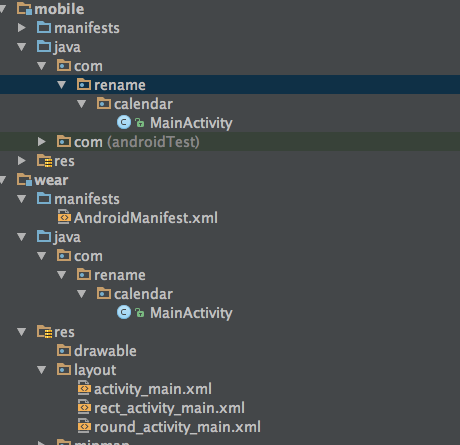 mobile
manifests
java
com
rename
calendar
MainActivity
com (androidTest)
res
wear
manifests
AndroidManifest.xml
java
com
rename
calendar
MainActivity
res
drawable
layout
activity_main.xml
rect_activity_main.xml
round_activity_main.xml